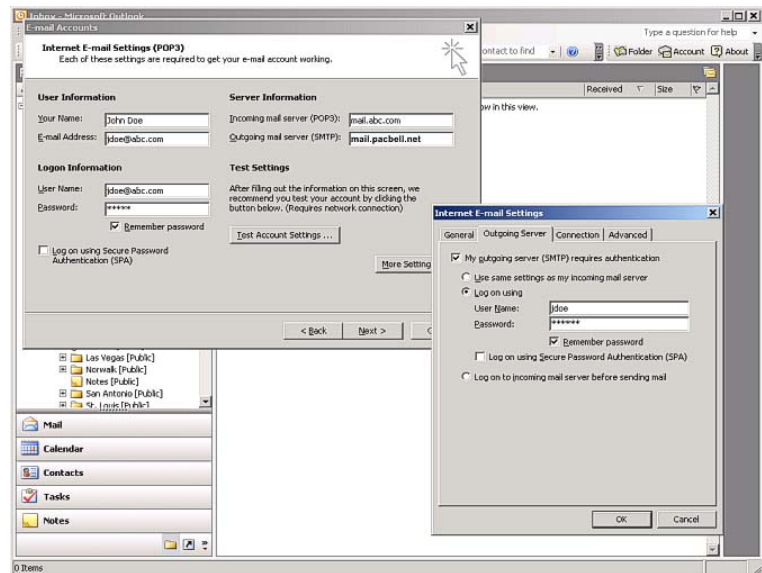 Inbox - Microsoft Outlook
E-mail Accounts
Type a question for help
Internet E-mail Settings (POP3)
Each of these settings are required to get your e-mail account working.
contact to find
Folder
Account
About
User Information
Your Name:
John Doe
E-mail Address:
jdoe@abc.com
Server Information
Incoming mail server (POP3):
mail.abc.com
Outgoing mail server (SMTP):
mail.pacbell.net
Received
Size
ow in this view.
Logon Information
User Name:
jdoe@abc.com
Password:
*****
Remember password
Log on using Secure Password
Authentication (SPA)
Test Settings
After filling out the information on this screen, we
recommend you test your account by clicking the
button below. (Requires network connection)
Test Account Settings ...
More Setting
< Back
Next >
Internet E-mail Settings
General
Outgoing Server
Connection
Advanced
My outgoing server (SMTP) requires authentication
Use same settings as my incoming mail server
Log on using
User Name:
jdoe
Password:
******
Remember password
Log on using Secure Password Authentication (SPA)
Log on to incoming mail server before sending mail
OK
Cancel
Las Vegas [Public]
Norwalk [Public]
Notes [Public]
San Antonio [Public]
St. Louis [Public]
Mail
Calendar
Contacts
Tasks
Notes
0 Items